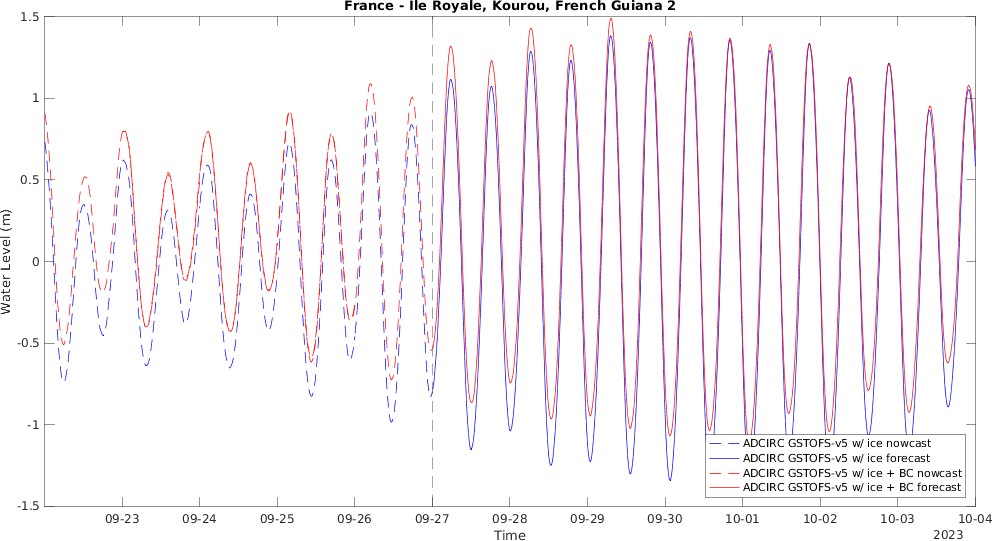 France - Ile Royale, Kourou, French Guiana 2
1.5
1
0.5
0
-0.5
-1
-1.5
Water Level (m)
ADCIRC GSTOFS-v5 w/ ice nowcast
ADCIRC GSTOFS-v5 w/ ice forecast
ADCIRC GSTOFS-v5 w/ ice + BC nowcast
ADCIRC GSTOFS-v5 w/ ice + BC forecast
09-23 09-24 09-25 09-26 09-27 09-28 09-29 09-30 10-01 10-02 10-03 10-04
Time
2023